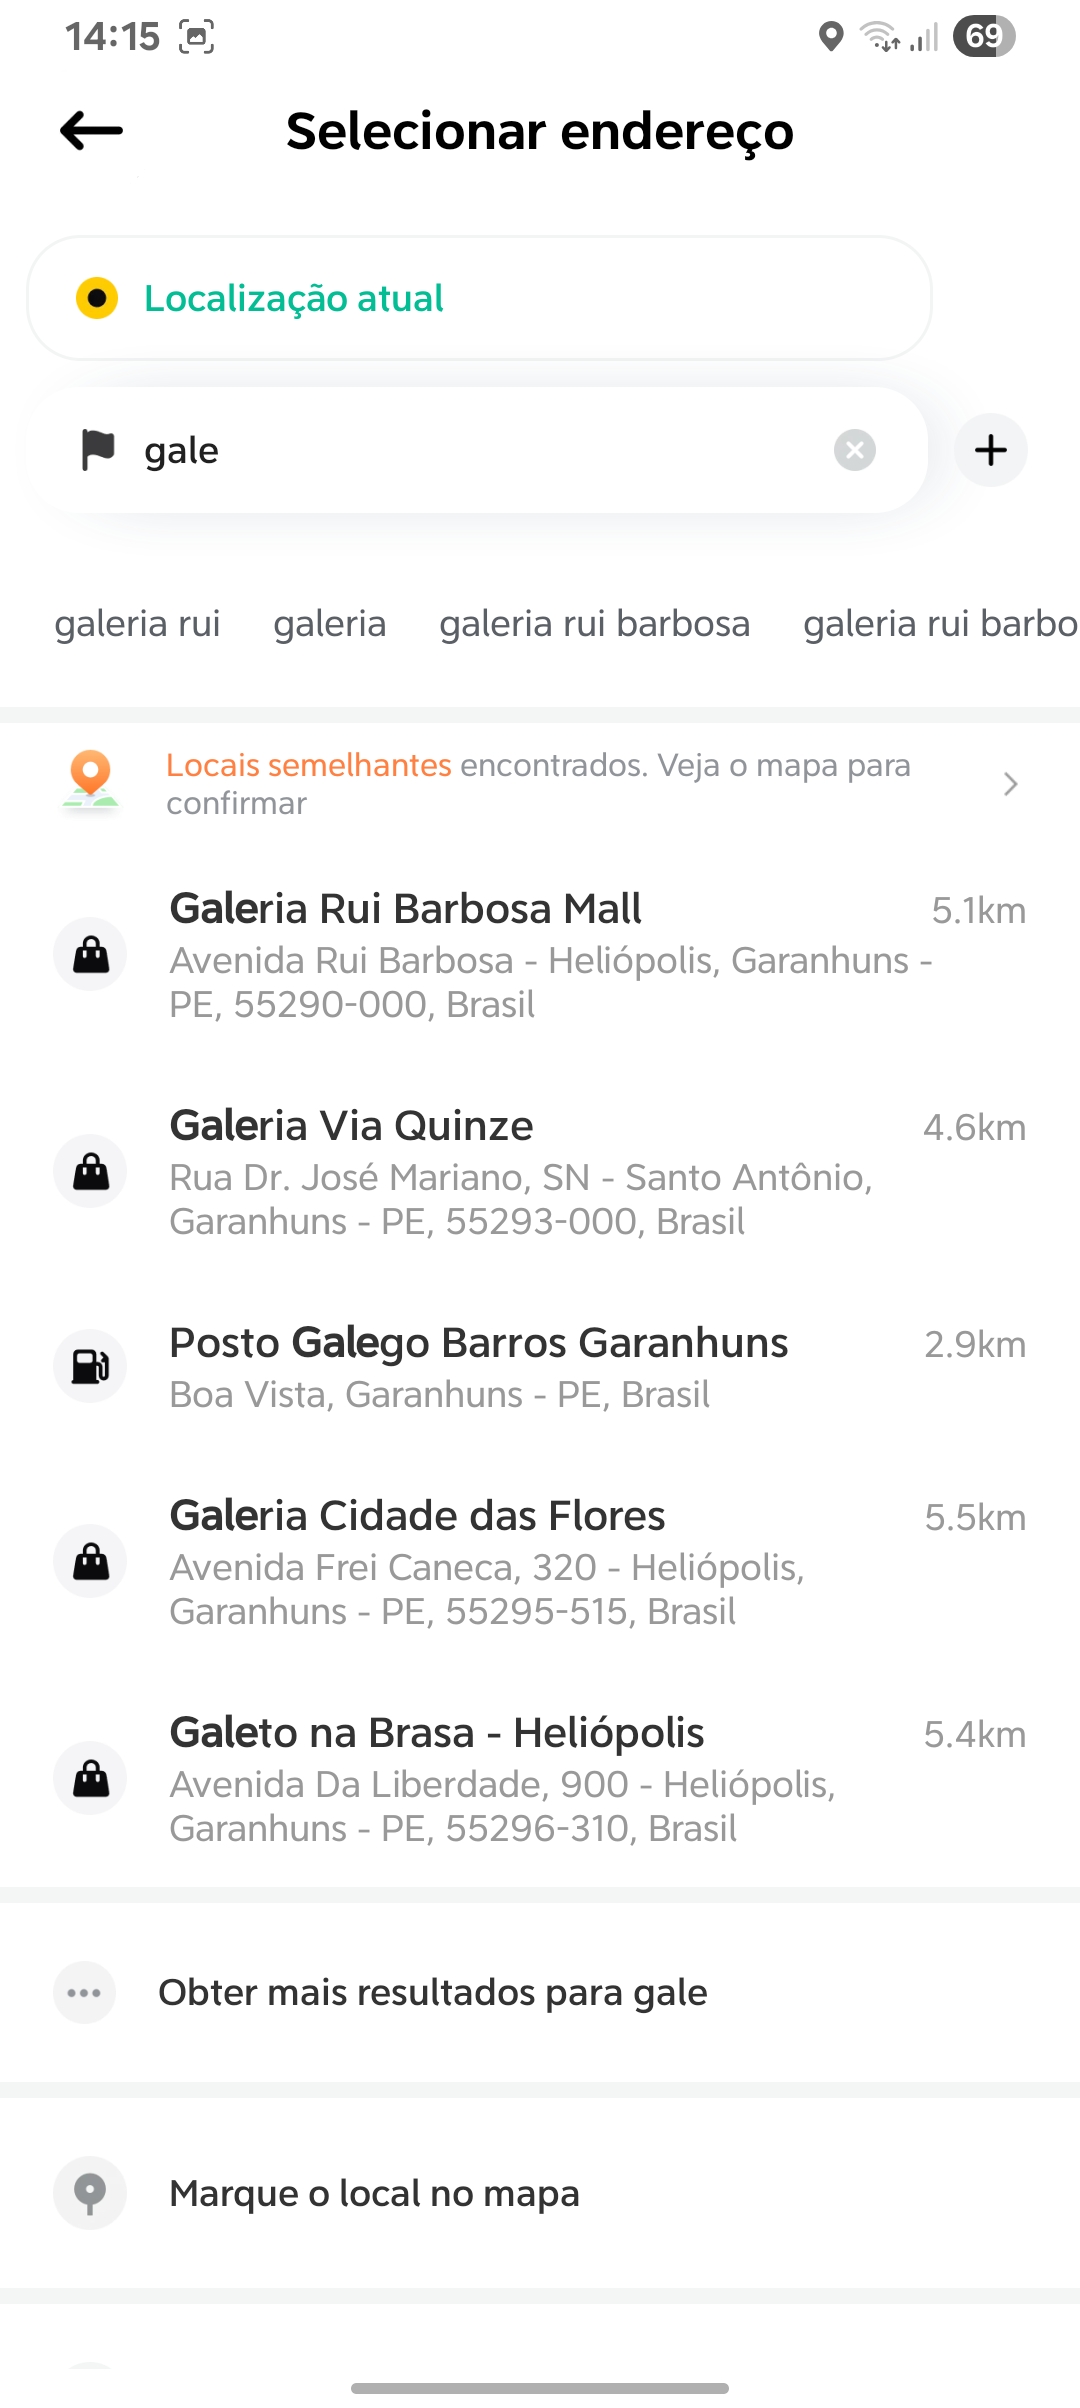 14:15
69
Selecionar endereço
Localização atual
gale
galeria rui galeria galeria rui barbosa galeria rui barbo
Locais semelhantes encontrados. Veja o mapa para
confirmar
Galeria Rui Barbosa Mall 5.1km
Avenida Rui Barbosa - Heliópolis, Garanhuns -
PE, 55290-000, Brasil
Galeria Via Quinze 4.6km
Rua Dr. José Mariano, SN - Santo Antônio,
Garanhuns - PE, 55293-000, Brasil
Posto Galego Barros Garanhuns 2.9km
Boa Vista, Garanhuns - PE, Brasil
Galeria Cidade das Flores 5.5km
Avenida Frei Caneca, 320 - Heliópolis,
Garanhuns - PE, 55295-515, Brasil
Galeto na Brasa - Heliópolis 5.4km
Avenida Da Liberdade, 900 - Heliópolis,
Garanhuns - PE, 55296-310, Brasil
Obter mais resultados para gale
Marque o local no mapa